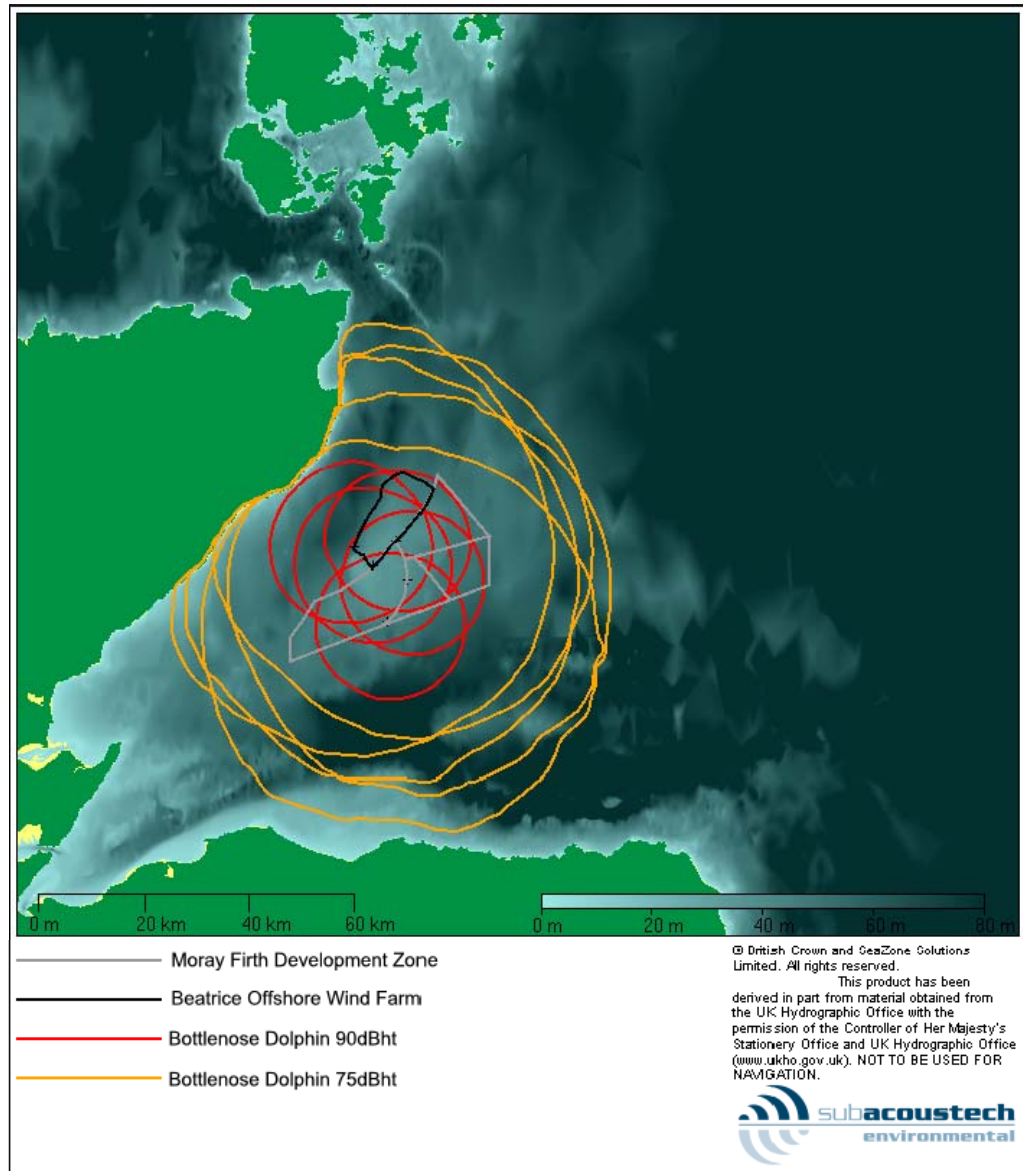 0 m 20 km 40 km 60 km
0 m 20 m 40 m 60 m 80 m
Moray Firth Development Zone
Beatrice Offshore Wind Farm
Bottlenose Dolphin 90dBht
Bottlenose Dolphin 75dBht
© British Crown and SeaZone Solutions
Limited. All rights reserved.
This product has been
derived in part from material obtained from
the UK Hydrographic Office with the
permission of the Controller of Her Majesty's
Stationery Office and UK Hydrographic Office
(www.ukho.gov.uk). NOT TO BE USED FOR
NAVIGATION.
subacoustech
environmental